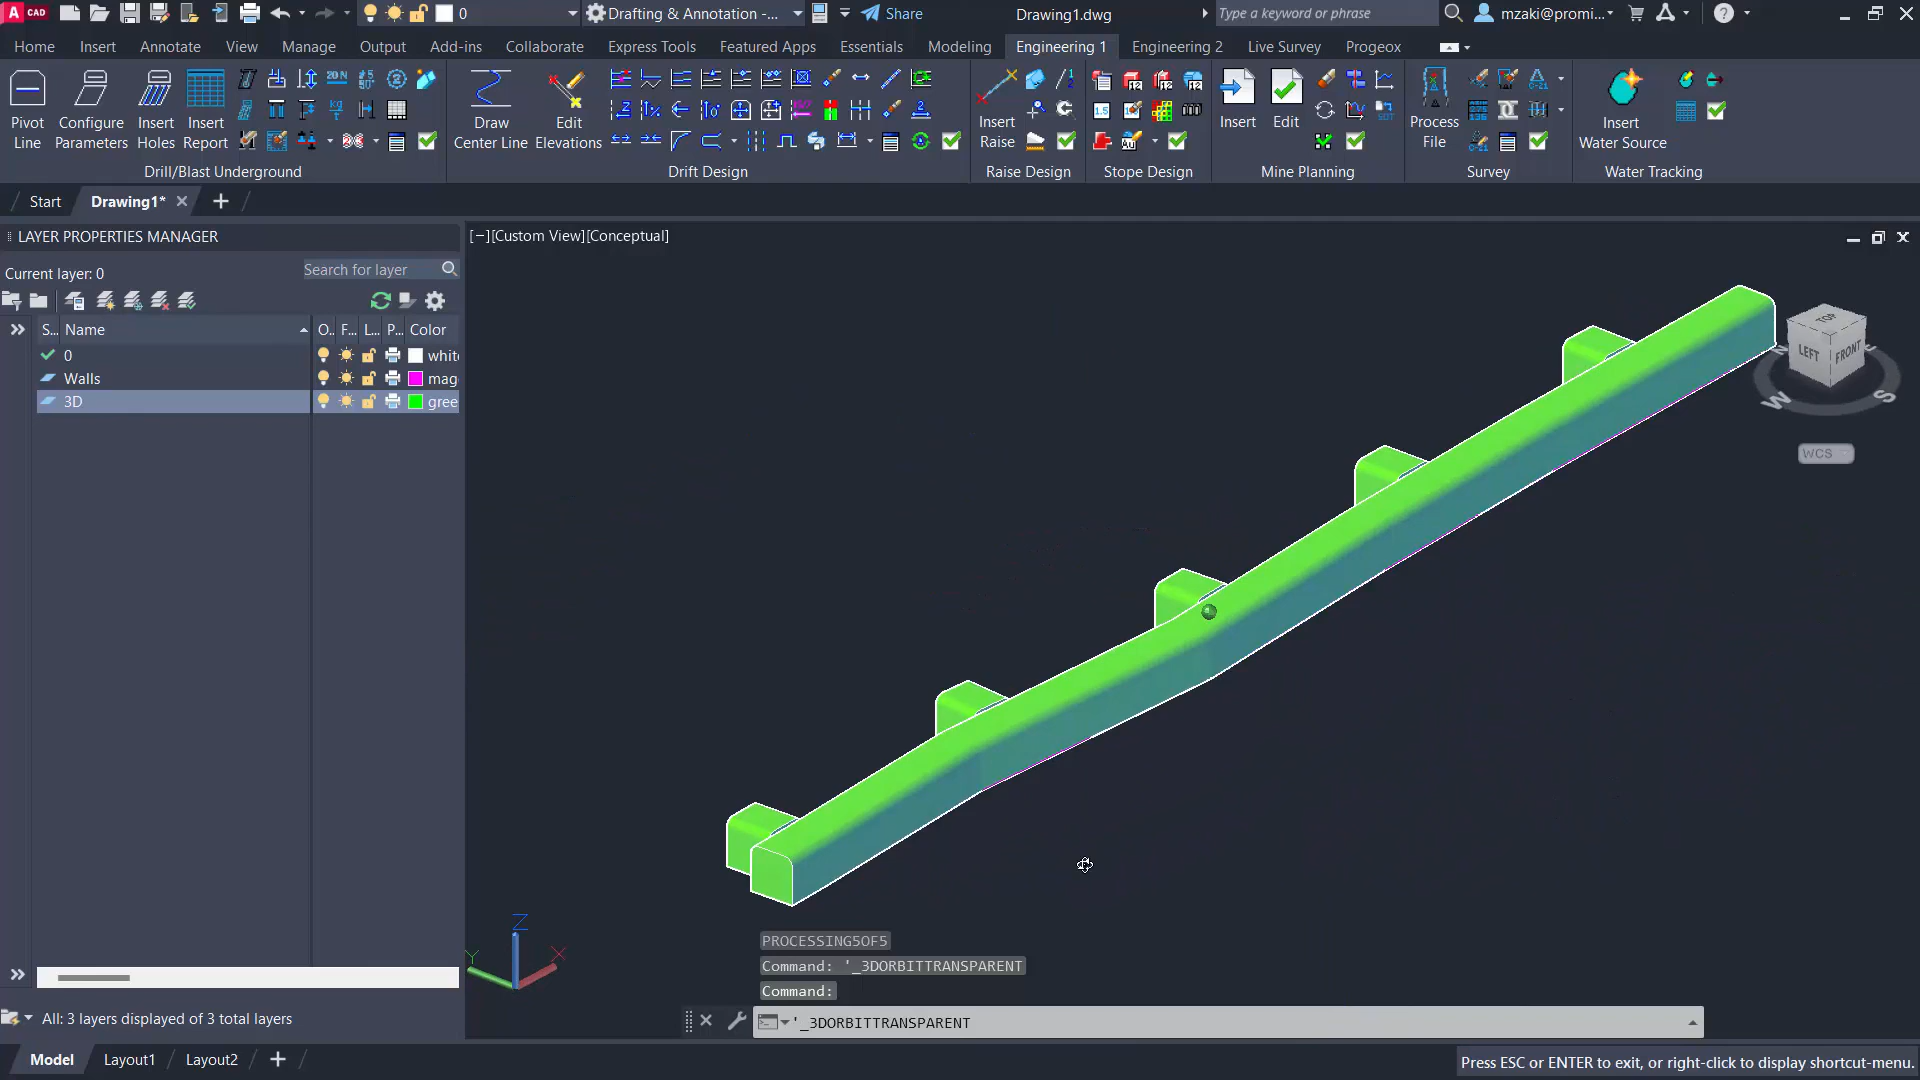 A CAD
0
Drafting & Annotation -...
Share
Drawing1.dwg
Type a keyword or phrase
mzaki@promi...
Home Insert Annotate View Manage Output Add-ins Collaborate Express Tools Featured Apps Essentials Modeling Engineering 1 Engineering 2 Live Survey Progeox
Pivot Line
Configure Parameters
Insert Holes
Insert Report
Draw Center Line
Edit Elevations
Insert Raise
Insert
Edit
Process File
Insert Water Source
Drill/Blast Underground
Drift Design
Raise Design
Stope Design
Mine Planning
Survey
Water Tracking
Start
Drawing1*
LAYER PROPERTIES MANAGER
[−][Custom View][Conceptual]
Current layer: 0
Search for layer
S... Name O. F... L... P... Color
0 whit
Walls mag
3D gree
TOP
LEFT
FRONT
W
S
WCS
Z
Y
X
PROCESSING5OF5
Command: '_3DORBITTRANSPARENT
Command:
'_3DORBITTRANSPARENT
All: 3 layers displayed of 3 total layers
Model Layout1 Layout2
Press ESC or ENTER to exit, or right-click to display shortcut-menu.